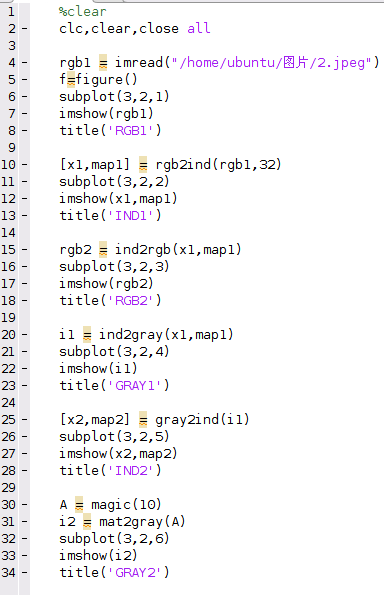 1 %clear
2 - clc,clear,close all
3
4 - rgb1 = imread("/home/ubuntu/图片/2.jpeg")
5 - f=figure()
6 - subplot(3,2,1)
7 - imshow(rgb1)
8 - title('RGB1')
9
10 - [x1,map1] = rgb2ind(rgb1,32)
11 - subplot(3,2,2)
12 - imshow(x1,map1)
13 - title('IND1')
14
15 - rgb2 = ind2rgb(x1,map1)
16 - subplot(3,2,3)
17 - imshow(rgb2)
18 - title('RGB2')
19
20 - i1 = ind2gray(x1,map1)
21 - subplot(3,2,4)
22 - imshow(i1)
23 - title('GRAY1')
24
25 - [x2,map2] = gray2ind(i1)
26 - subplot(3,2,5)
27 - imshow(x2,map2)
28 - title('IND2')
29
30 - A = magic(10)
31 - i2 = mat2gray(A)
32 - subplot(3,2,6)
33 - imshow(i2)
34 - title('GRAY2')